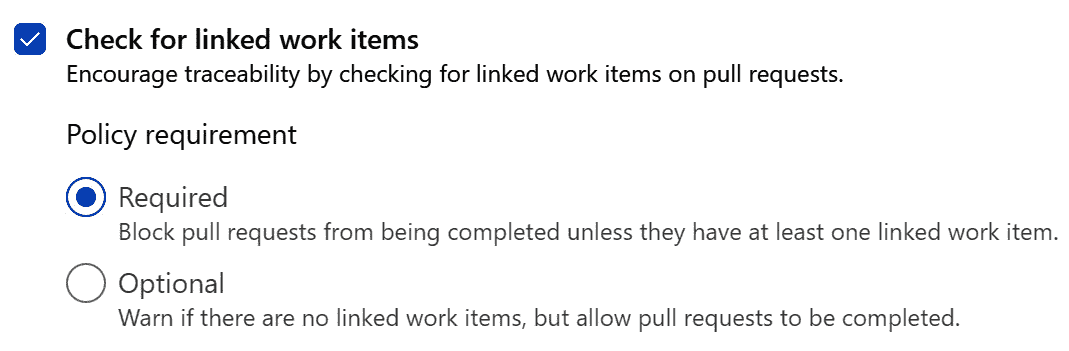 Check for linked work items
Encourage traceability by checking for linked work items on pull requests.
Policy requirement
Required
Block pull requests from being completed unless they have at least one linked work item.
Optional
Warn if there are no linked work items, but allow pull requests to be completed.